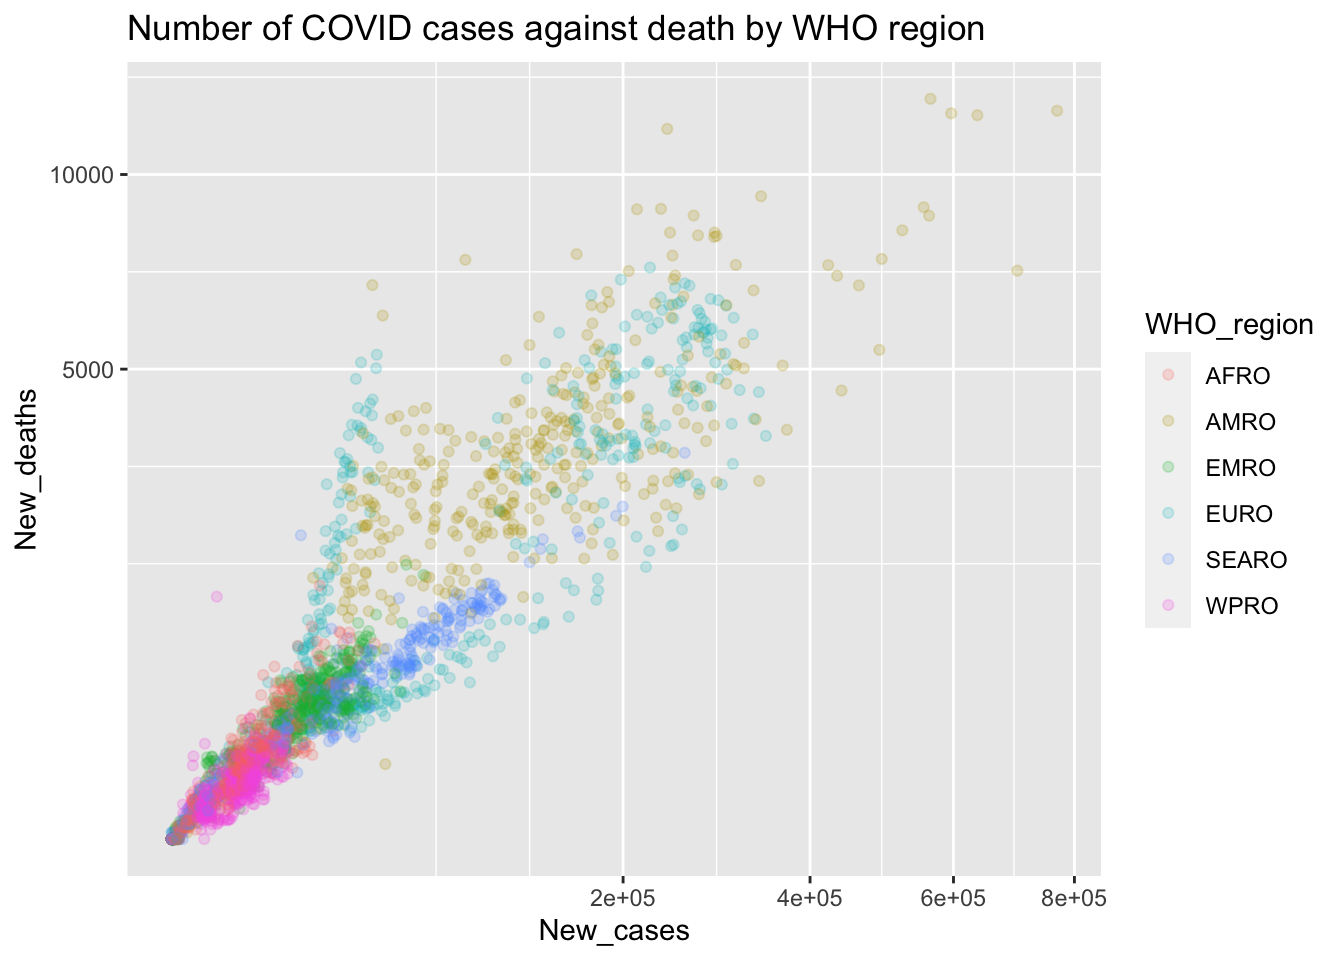 Number of COVID cases against death by WHO region
New_deaths
10000
5000
2e+05 4e+05 6e+05 8e+05
New_cases
WHO_region
AFRO
AMRO
EMRO
EURO
SEARO
WPRO